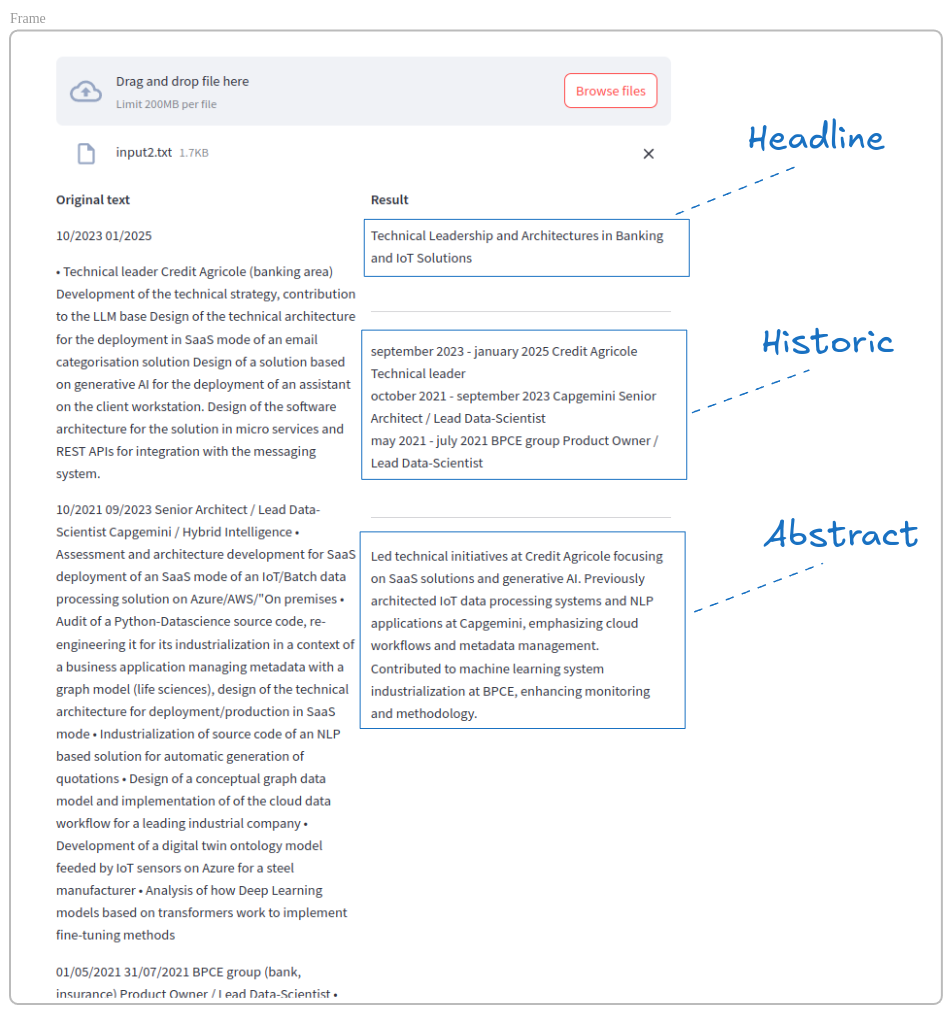 Frame
Drag and drop file here
Limit 200MB per file
Browse files
input2.txt 1.7KB
Headline
Original text
10/2023 01/2025
• Technical leader Credit Agricole (banking area)
Development of the technical strategy, contribution
to the LLM base Design of the technical architecture
for the deployment in SaaS mode of an email
categorisation solution Design of a solution based
on generative AI for the deployment of an assistant
on the client workstation. Design of the software
architecture for the solution in micro services and
REST APIs for integration with the messaging
system.
10/2021 09/2023 Senior Architect / Lead Data-
Scientist Capgemini / Hybrid Intelligence •
Assessment and architecture development for SaaS
deployment of an SaaS mode of an IoT/Batch data
processing solution on Azure/AWS/"On premises •
Audit of a Python-Datascience source code, re-
engineering it for its industrialization in a context of
a business application managing metadata with a
graph model (life sciences), design of the technical
architecture for deployment/production in SaaS
mode • Industrialization of source code of an NLP
based solution for automatic generation of
quotations • Design of a conceptual graph data
model and implementation of of the cloud data
workflow for a leading industrial company •
Development of a digital twin ontology model
feeded by IoT sensors on Azure for a steel
manufacturer • Analysis of how Deep Learning
models based on transformers work to implement
fine-tuning methods
01/05/2021 31/07/2021 BPCE group (bank,
insurance) Product Owner / Lead Data-Scientist •
Result
Technical Leadership and Architectures in Banking
and IoT Solutions
Historic
september 2023 - january 2025 Credit Agricole
Technical leader
october 2021 - september 2023 Capgemini Senior
Architect / Lead Data-Scientist
may 2021 - july 2021 BPCE group Product Owner /
Lead Data-Scientist
Abstract
Led technical initiatives at Credit Agricole focusing
on SaaS solutions and generative AI. Previously
architected IoT data processing systems and NLP
applications at Capgemini, emphasizing cloud
workflows and metadata management.
Contributed to machine learning system
industrialization at BPCE, enhancing monitoring
and methodology.